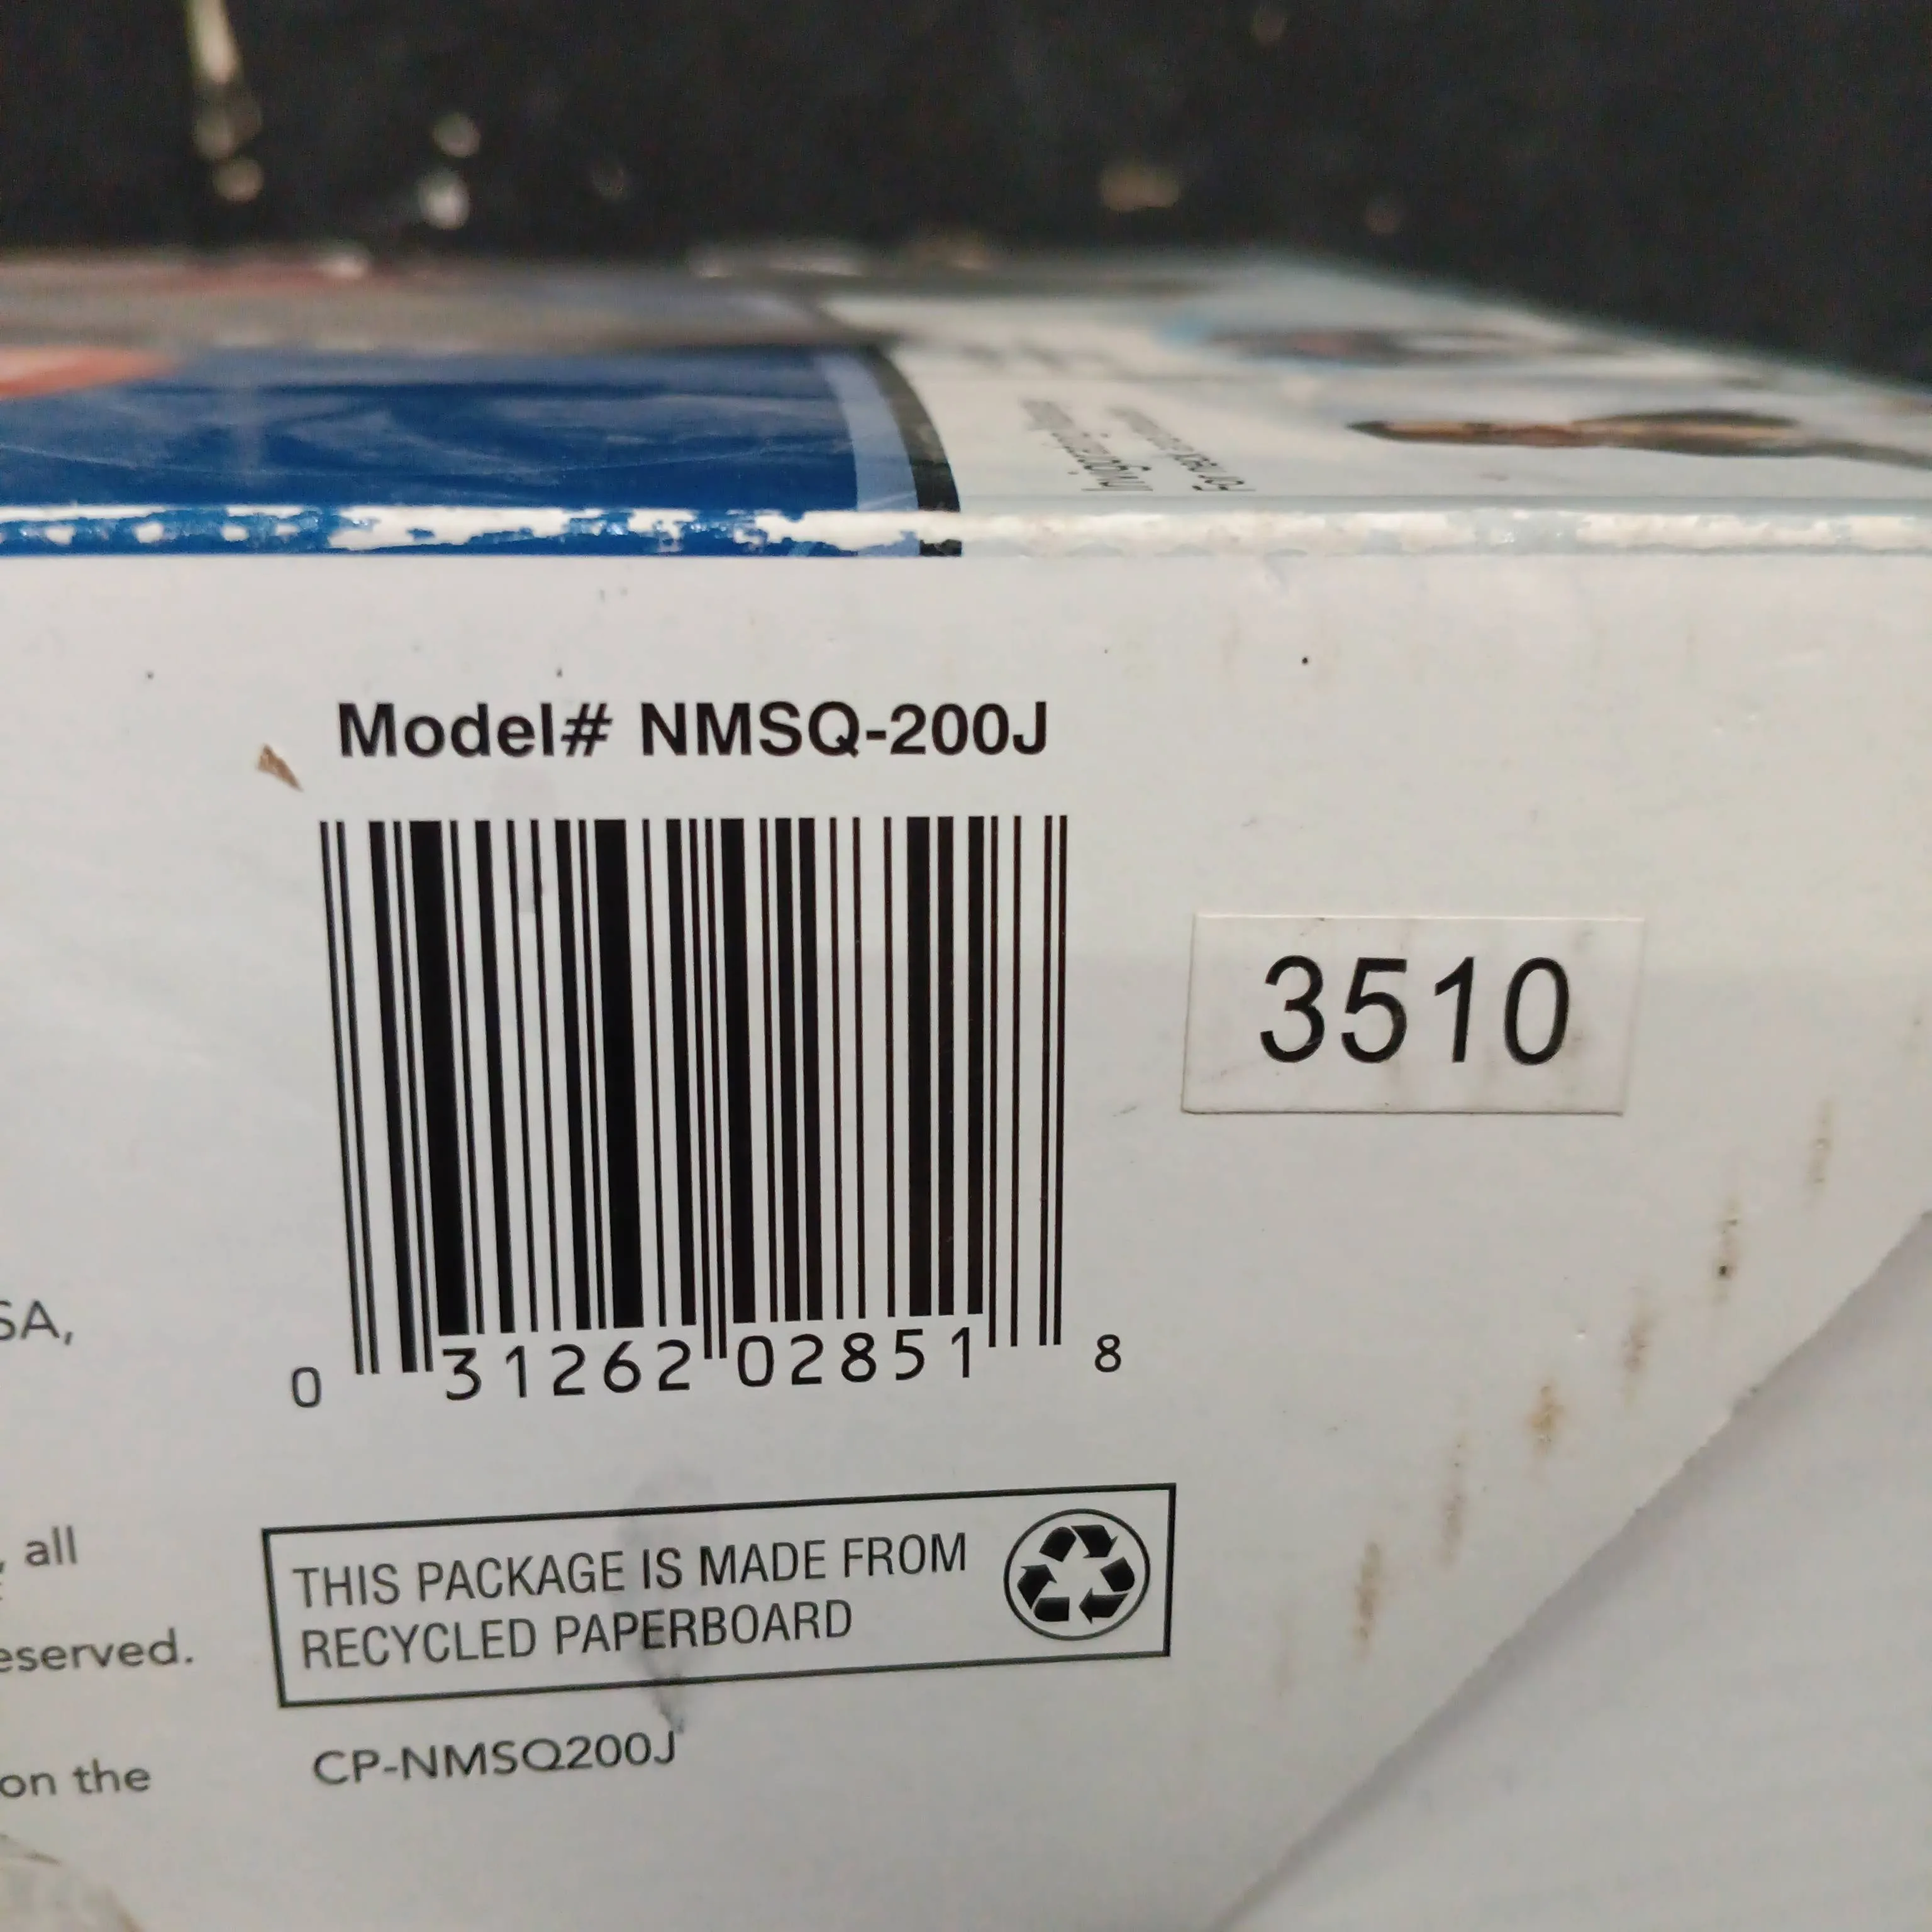 Model# NMSQ-200J
3510
0 31262 02851 8
SA,
, all
eserved.
on the
THIS PACKAGE IS MADE FROM
RECYCLED PAPERBOARD
CP-NMSQ200J